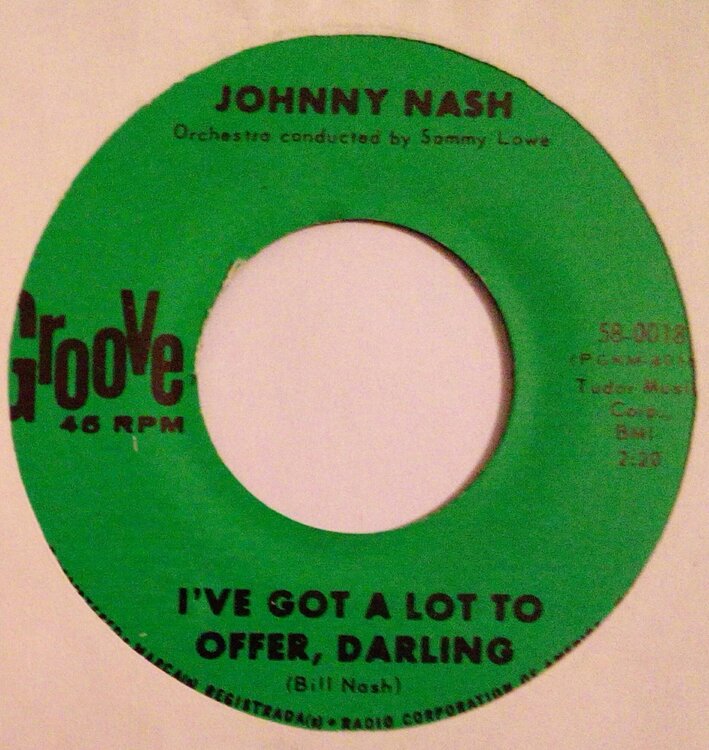 JOHNNY NASH
Orchestra conducted by Sammy Lowe
Groove
45 RPM
58-0018
Tudor Music
Corp.
BMI
2:20
I'VE GOT A LOT TO
OFFER, DARLING
(Bill Nash)
MARCA(s) REGISTRADA(s) • RADIO CORPORATION OF AMERICA